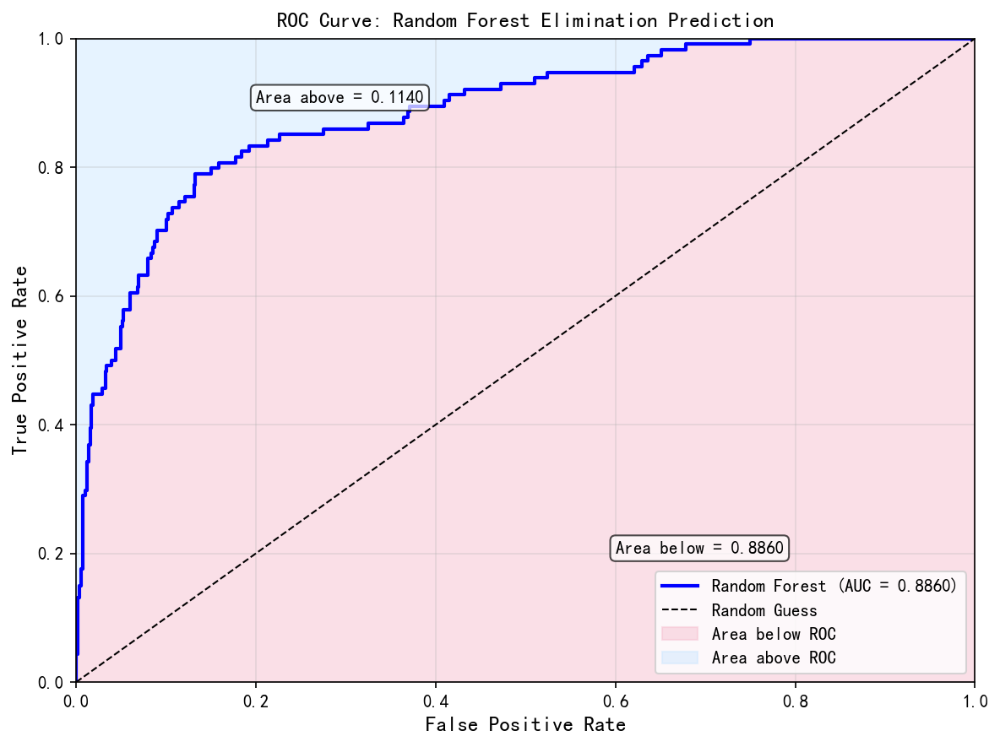 ROC Curve: Random Forest Elimination Prediction
1.0
Area above = 0.1140
0.8
0.6
True Positive Rate
0.4
0.2
Area below = 0.8860
Random Forest (AUC = 0.8860)
Random Guess
Area below ROC
Area above ROC
0.0
0.0 0.2 0.4 0.6 0.8 1.0
False Positive Rate